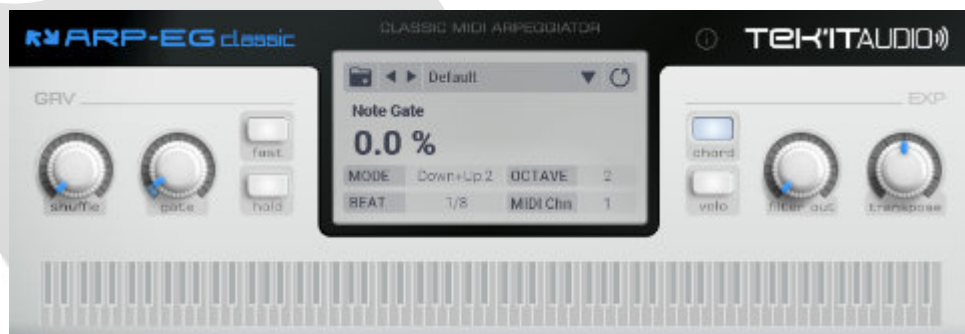 ARP-EG classic
CLASSIC MIDI ARPEGGIATOR
TEK'ITAUDIO
Default
GRV
EXP
Note Gate
0.0 %
fast
chord
MODE Down+Up 2 OCTAVE 2
BEAT 1/8 MIDI Chn 1
shuffle
gate
hold
velo
filter out
transpose